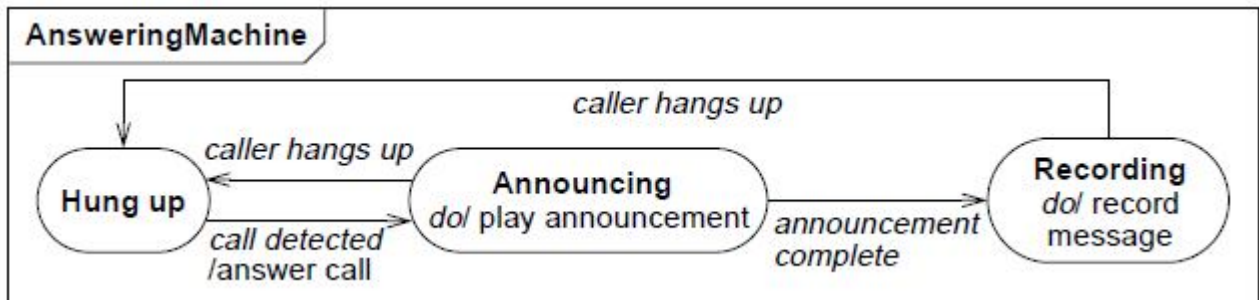 AnsweringMachine
caller hangs up
caller hangs up
Hung up
call detected
/answer call
Announcing
do/ play announcement
announcement
complete
Recording
do/ record
message